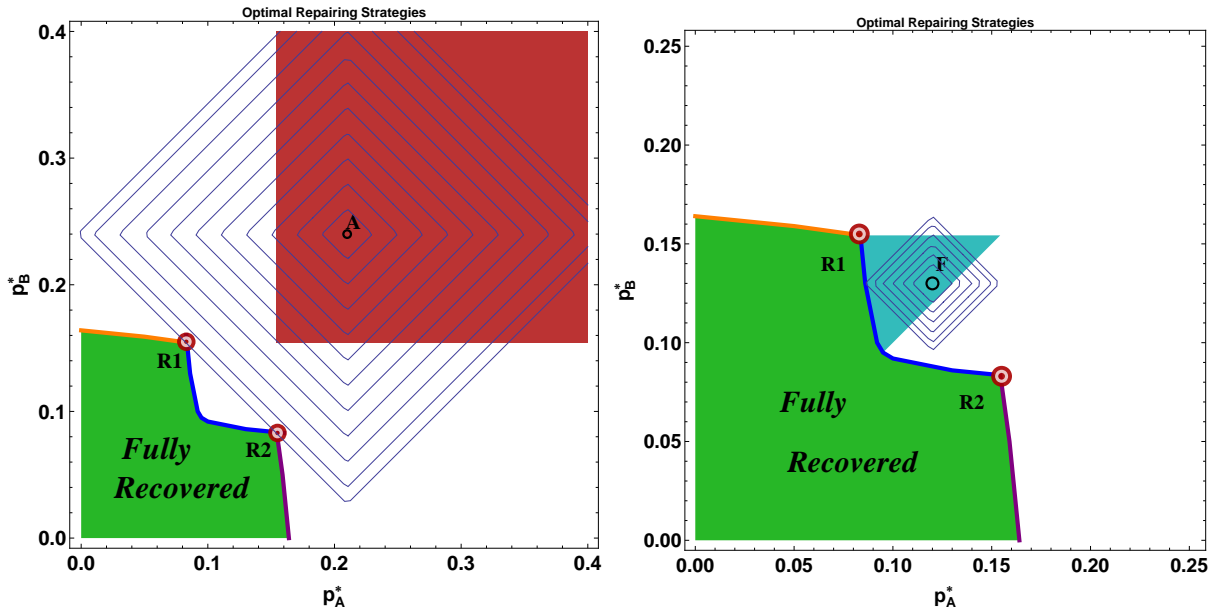 Optimal Repairing Strategies
0.4
0.3
0.2
0.1
0.0
p*B
A
R1
R2
Fully
Recovered
0.0 0.1 0.2 0.3 0.4
p*A
Optimal Repairing Strategies
0.25
0.20
0.15
0.10
0.05
0.00
p*B
R1
F
R2
Fully
Recovered
0.00 0.05 0.10 0.15 0.20 0.25
p*A